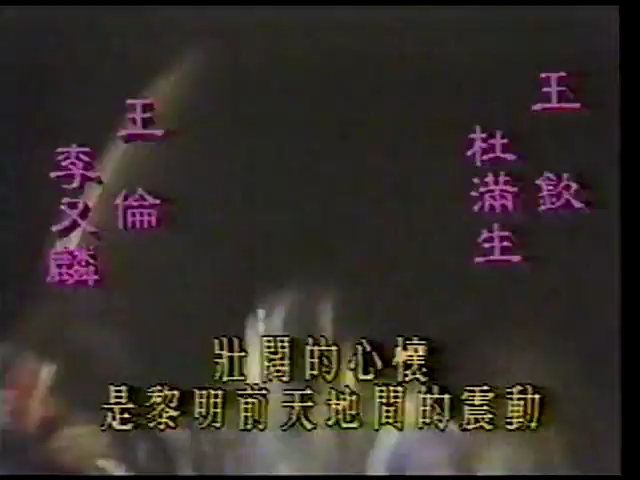 王欽
杜滿生
王倫
李又麟
壯闊的心懷
是黎明前天地間的震動